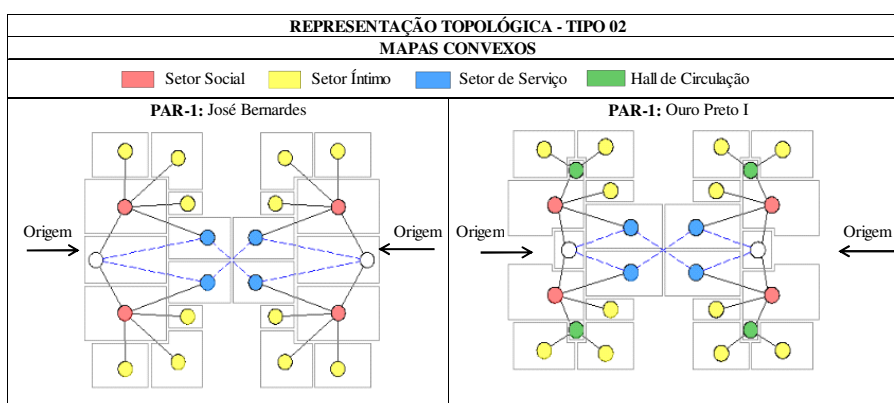 REPRESENTAÇÃO TOPOLÓGICA - TIPO 02
MAPAS CONVEXOS
Setor Social Setor Íntimo Setor de Serviço Hall de Circulação
PAR-1: José Bernardes PAR-1: Ouro Preto I
Origem Origem Origem Origem